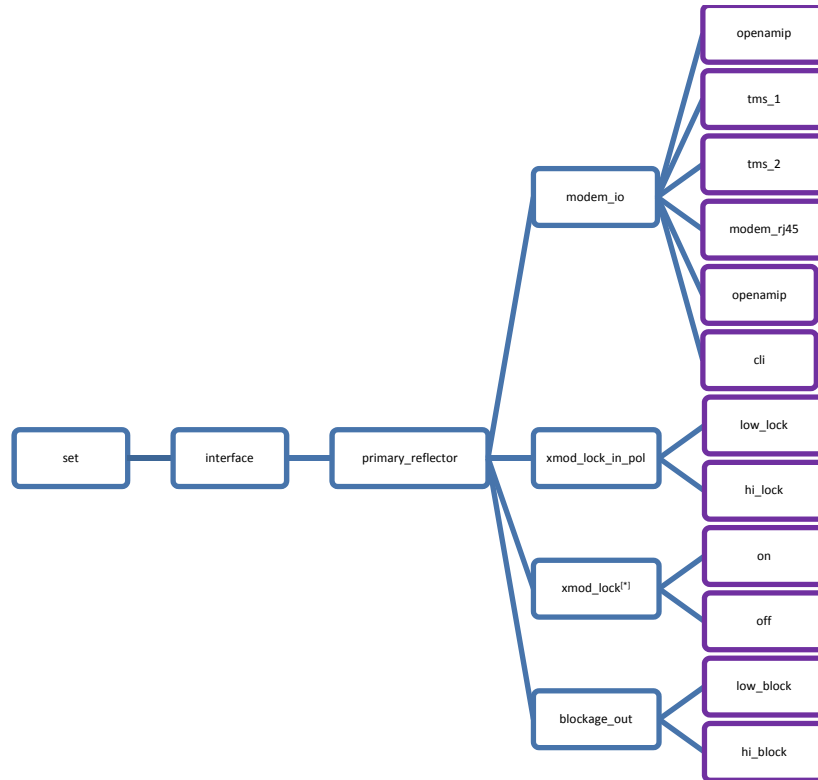 set
interface
primary_reflector
modem_io
openamip
tms_1
tms_2
modem_rj45
openamip
cli
xmod_lock_in_pol
low_lock
hi_lock
xmod_lock[*]
on
off
blockage_out
low_block
hi_block